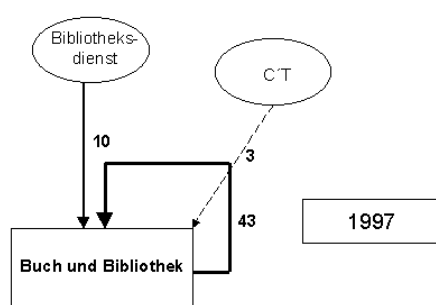 Bibliotheks-
dienst
C´T
10
3
43
1997
Buch und Bibliothek